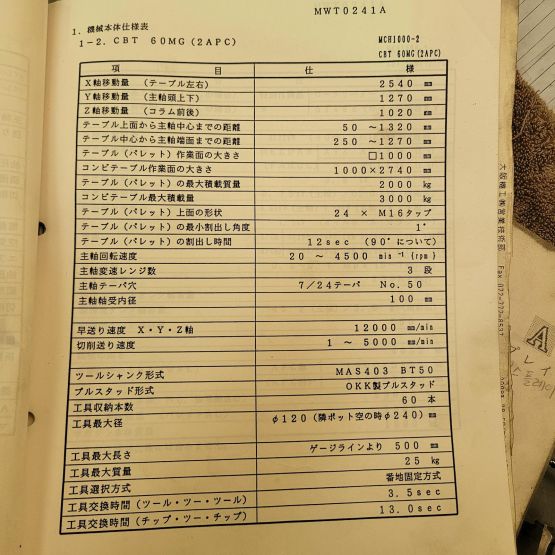 MWT0241A
1. 機械本体仕様表
1-2. CBT 60MG (2APC)
MCH1000-2
CBT 60MG(2APC)
項 目 仕 様
X軸移動量 (テーブル左右) 2540 mm
Y軸移動量 (主軸頭上下) 1270 mm
Z軸移動量 (コラム前後) 1020 mm
テーブル上面から主軸中心までの距離 50 ~1320 mm
テーブル中心から主軸端面までの距離 250 ~1270 mm
テーブル(パレット)作業面の大きさ □1000 mm
コンビテーブル作業面の大きさ 1000×2740 mm
テーブル(パレット)の最大積載質量 2000 kg
コンビテーブル最大積載量 3000 kg
テーブル(パレット)上面の形状 24 × M16タップ
テーブル(パレット)の最小割出し角度 1°
テーブル(パレット)の割出し時間 12sec (90°について)
主軸回転速度 20 ~ 4500 min⁻¹(rpm)
主軸変速レンジ数 3 段
主軸テーパ穴 7/24テーパ No.50
主軸軸受内径 100 mm
早送り速度 X・Y・Z軸 12000 mm/min
切削送り速度 1 ~ 5000 mm/min
ツールシャンク形式 MAS403 BT50
プルスタッド形式 OKK製プルスタッド
工具収納本数 60 本
工具最大径 φ120(隣ポット空の時φ240)mm
工具最大長さ ゲージラインより 500 mm
工具最大質量 25 kg
工具選択方式 番地固定方式
工具交換時間(ツール・ツー・ツール) 3.5sec
工具交換時間(チップ・ツー・チップ) 13.0sec
大阪機工㈱営業技術部
A
プレイ